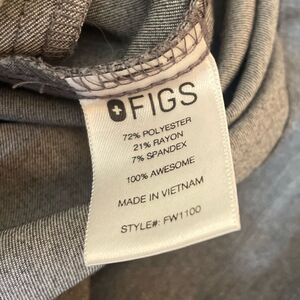 FIGS
72% POLYESTER
21% RAYON
7% SPANDEX
100% AWESOME
MADE IN VIETNAM
STYLE#: FW1100